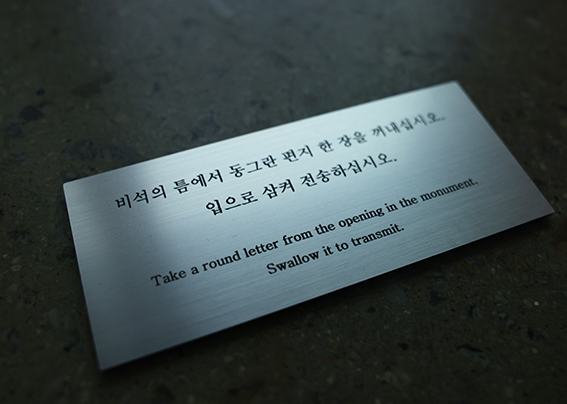 비석의 틈에서 동그란 편지 한 장을 꺼내십시오.
입으로 삼켜 전송하십시오.
Take a round letter from the opening in the monument.
Swallow it to transmit.